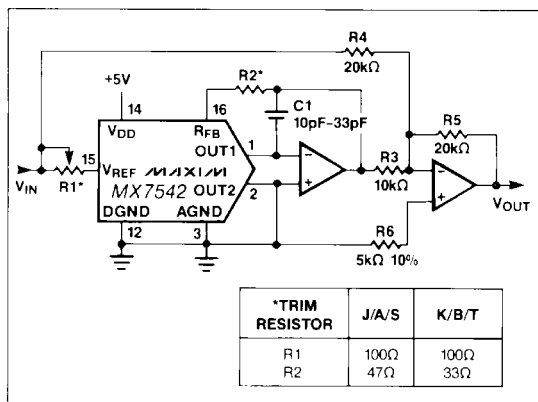 R4
20kΩ
+5V
R2*
C1
10pF–33pF
R5
20kΩ
14
16
VDD
RFB
OUT1
1
VIN
R1*
15
VREF
MAXIM
MX7542
OUT2
2
R3
10kΩ
VOUT
DGND
AGND
12
3
R6
5kΩ 10%
*TRIM RESISTOR J/A/S K/B/T
R1 100Ω 100Ω
R2 47Ω 33Ω